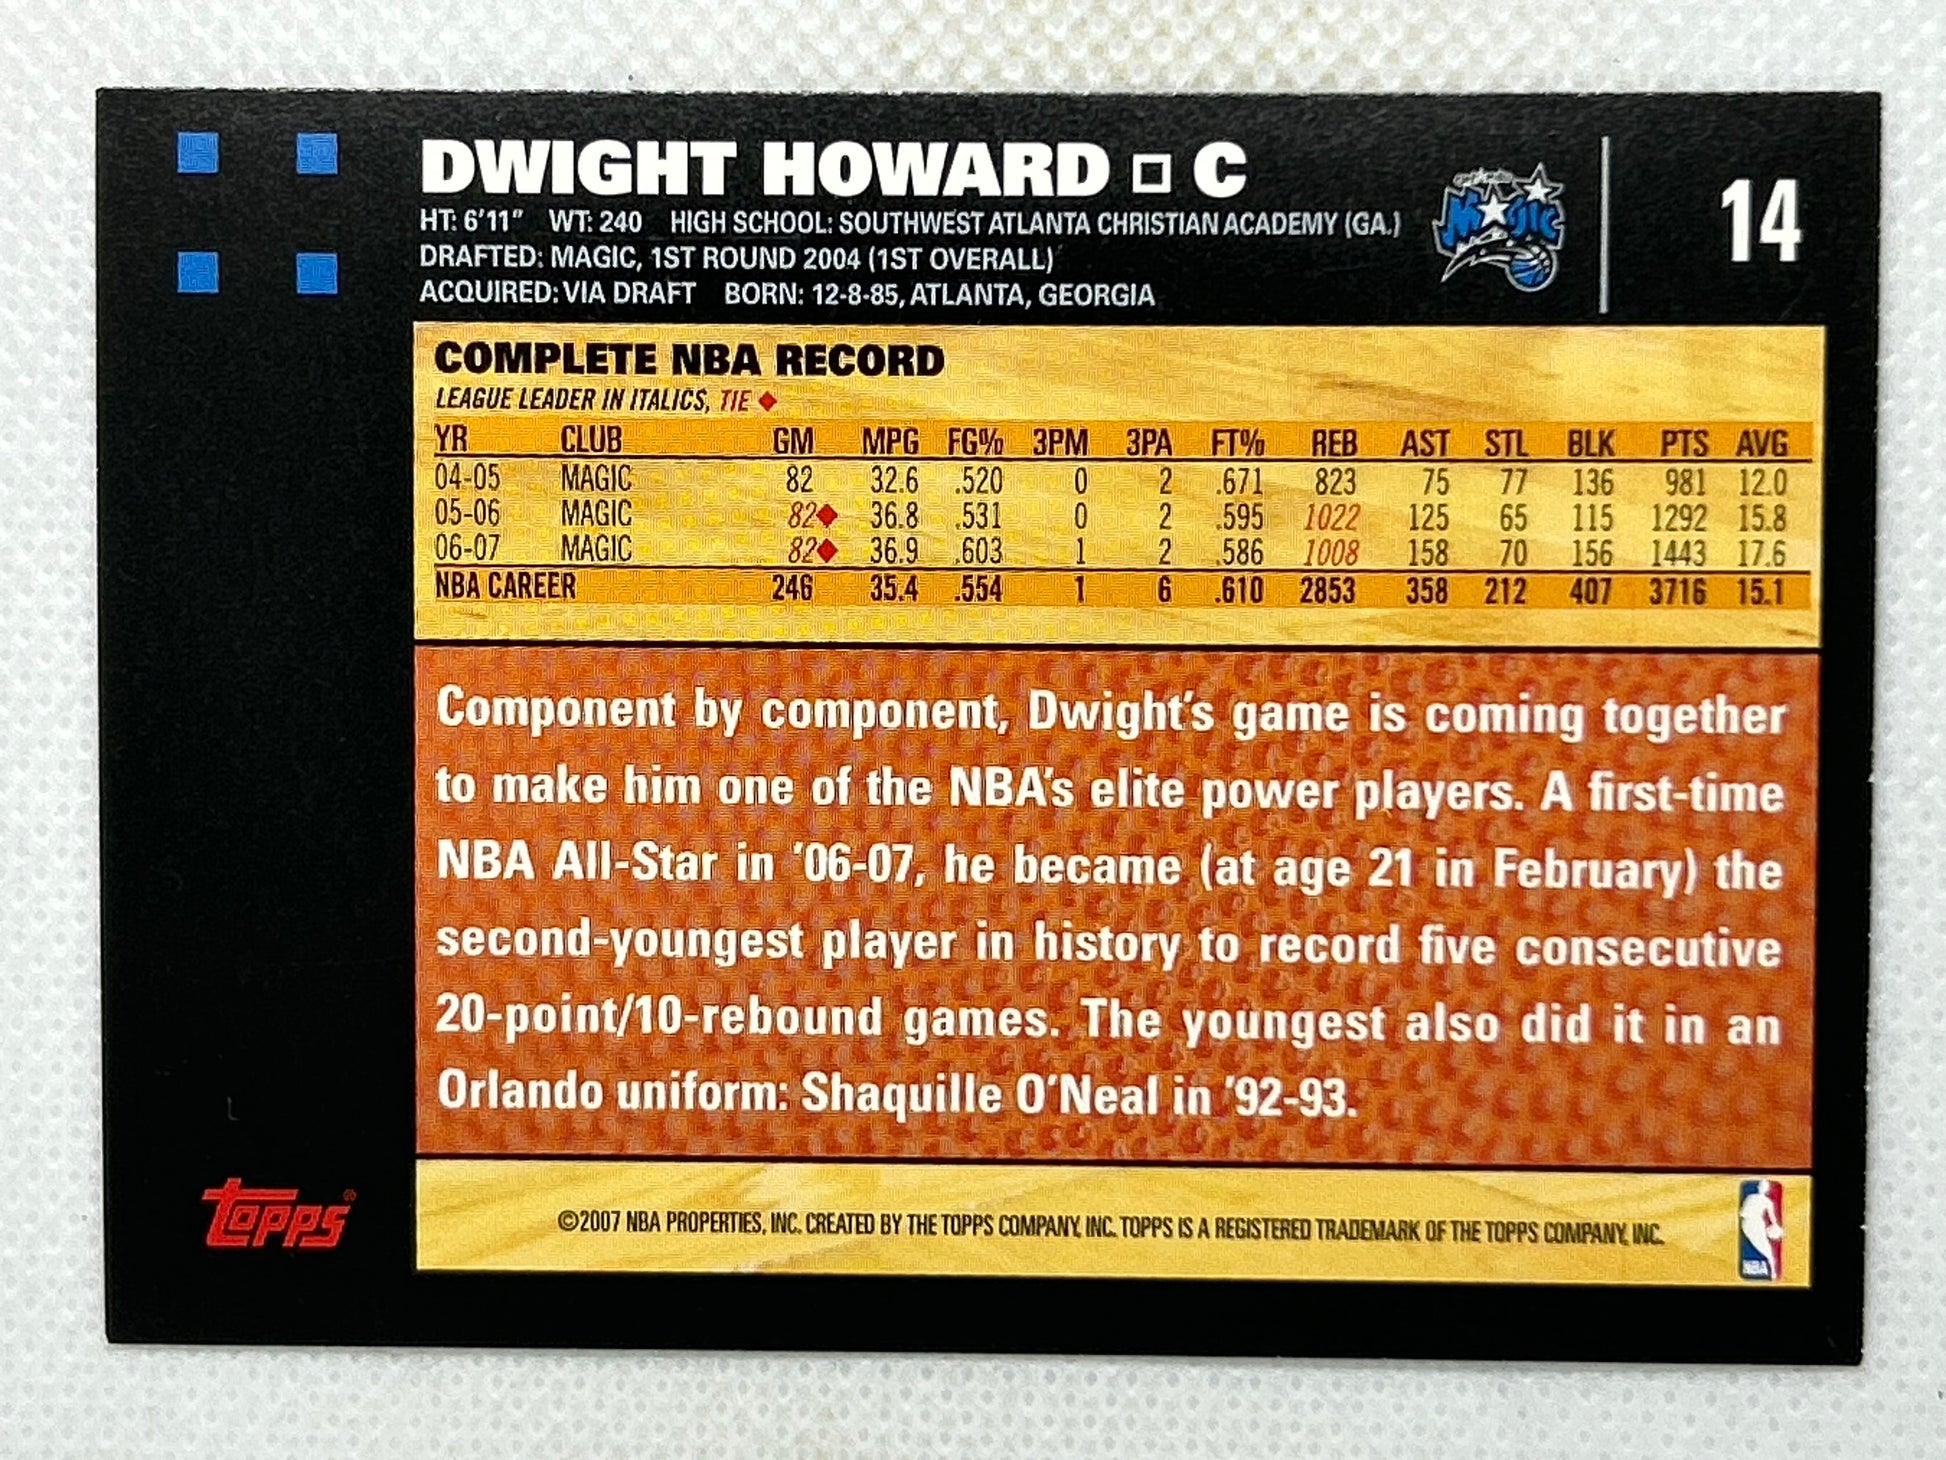 DWIGHT HOWARD □ C
HT: 6'11" WT: 240 HIGH SCHOOL: SOUTHWEST ATLANTA CHRISTIAN ACADEMY (GA.)
DRAFTED: MAGIC, 1ST ROUND 2004 (1ST OVERALL)
ACQUIRED: VIA DRAFT BORN: 12-8-85, ATLANTA, GEORGIA
MAGIC
14
COMPLETE NBA RECORD
LEAGUE LEADER IN ITALICS, TIE ◆
YR CLUB GM MPG FG% 3PM 3PA FT% REB AST STL BLK PTS AVG
04-05 MAGIC 82 32.6 .520 0 2 .671 823 75 77 136 981 12.0
05-06 MAGIC 82◆ 36.8 .531 0 2 .595 1022 125 65 115 1292 15.8
06-07 MAGIC 82◆ 36.9 .603 1 2 .586 1008 158 70 156 1443 17.6
NBA CAREER 246 35.4 .554 1 6 .610 2853 358 212 407 3716 15.1
Component by component, Dwight's game is coming together
to make him one of the NBA's elite power players. A first-time
NBA All-Star in '06-07, he became (at age 21 in February) the
second-youngest player in history to record five consecutive
20-point/10-rebound games. The youngest also did it in an
Orlando uniform: Shaquille O'Neal in '92-93.
TOPPS®
©2007 NBA PROPERTIES, INC. CREATED BY THE TOPPS COMPANY, INC. TOPPS IS A REGISTERED TRADEMARK OF THE TOPPS COMPANY, INC.
NBA